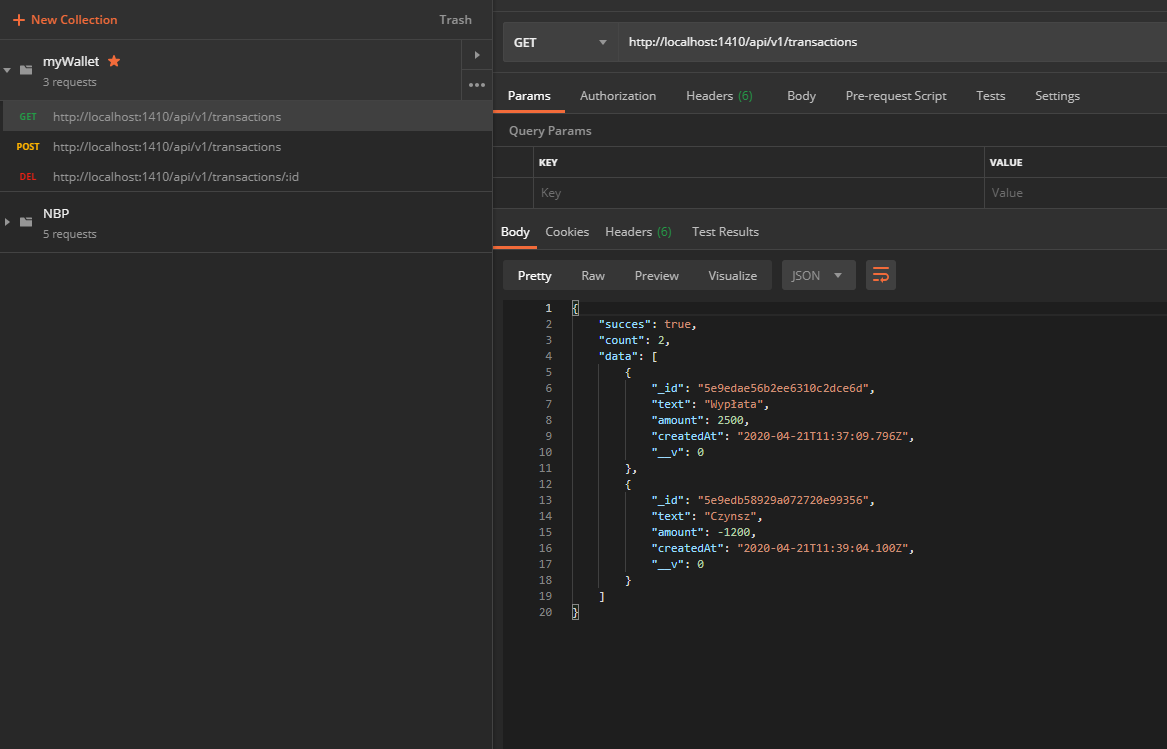 + New Collection
Trash
myWallet
3 requests
GET http://localhost:1410/api/v1/transactions
POST http://localhost:1410/api/v1/transactions
DEL http://localhost:1410/api/v1/transactions/:id
NBP
5 requests
GET http://localhost:1410/api/v1/transactions
Params Authorization Headers (6) Body Pre-request Script Tests Settings
Query Params
KEY VALUE
Key Value
Body Cookies Headers (6) Test Results
Pretty Raw Preview Visualize JSON
1 {
2 "succes": true,
3 "count": 2,
4 "data": [
5 {
6 "_id": "5e9edae56b2ee6310c2dce6d",
7 "text": "Wypłata",
8 "amount": 2500,
9 "createdAt": "2020-04-21T11:37:09.796Z",
10 "__v": 0
11 },
12 {
13 "_id": "5e9edb58929a072720e99356",
14 "text": "Czynsz",
15 "amount": -1200,
16 "createdAt": "2020-04-21T11:39:04.100Z",
17 "__v": 0
18 }
19 ]
20 }